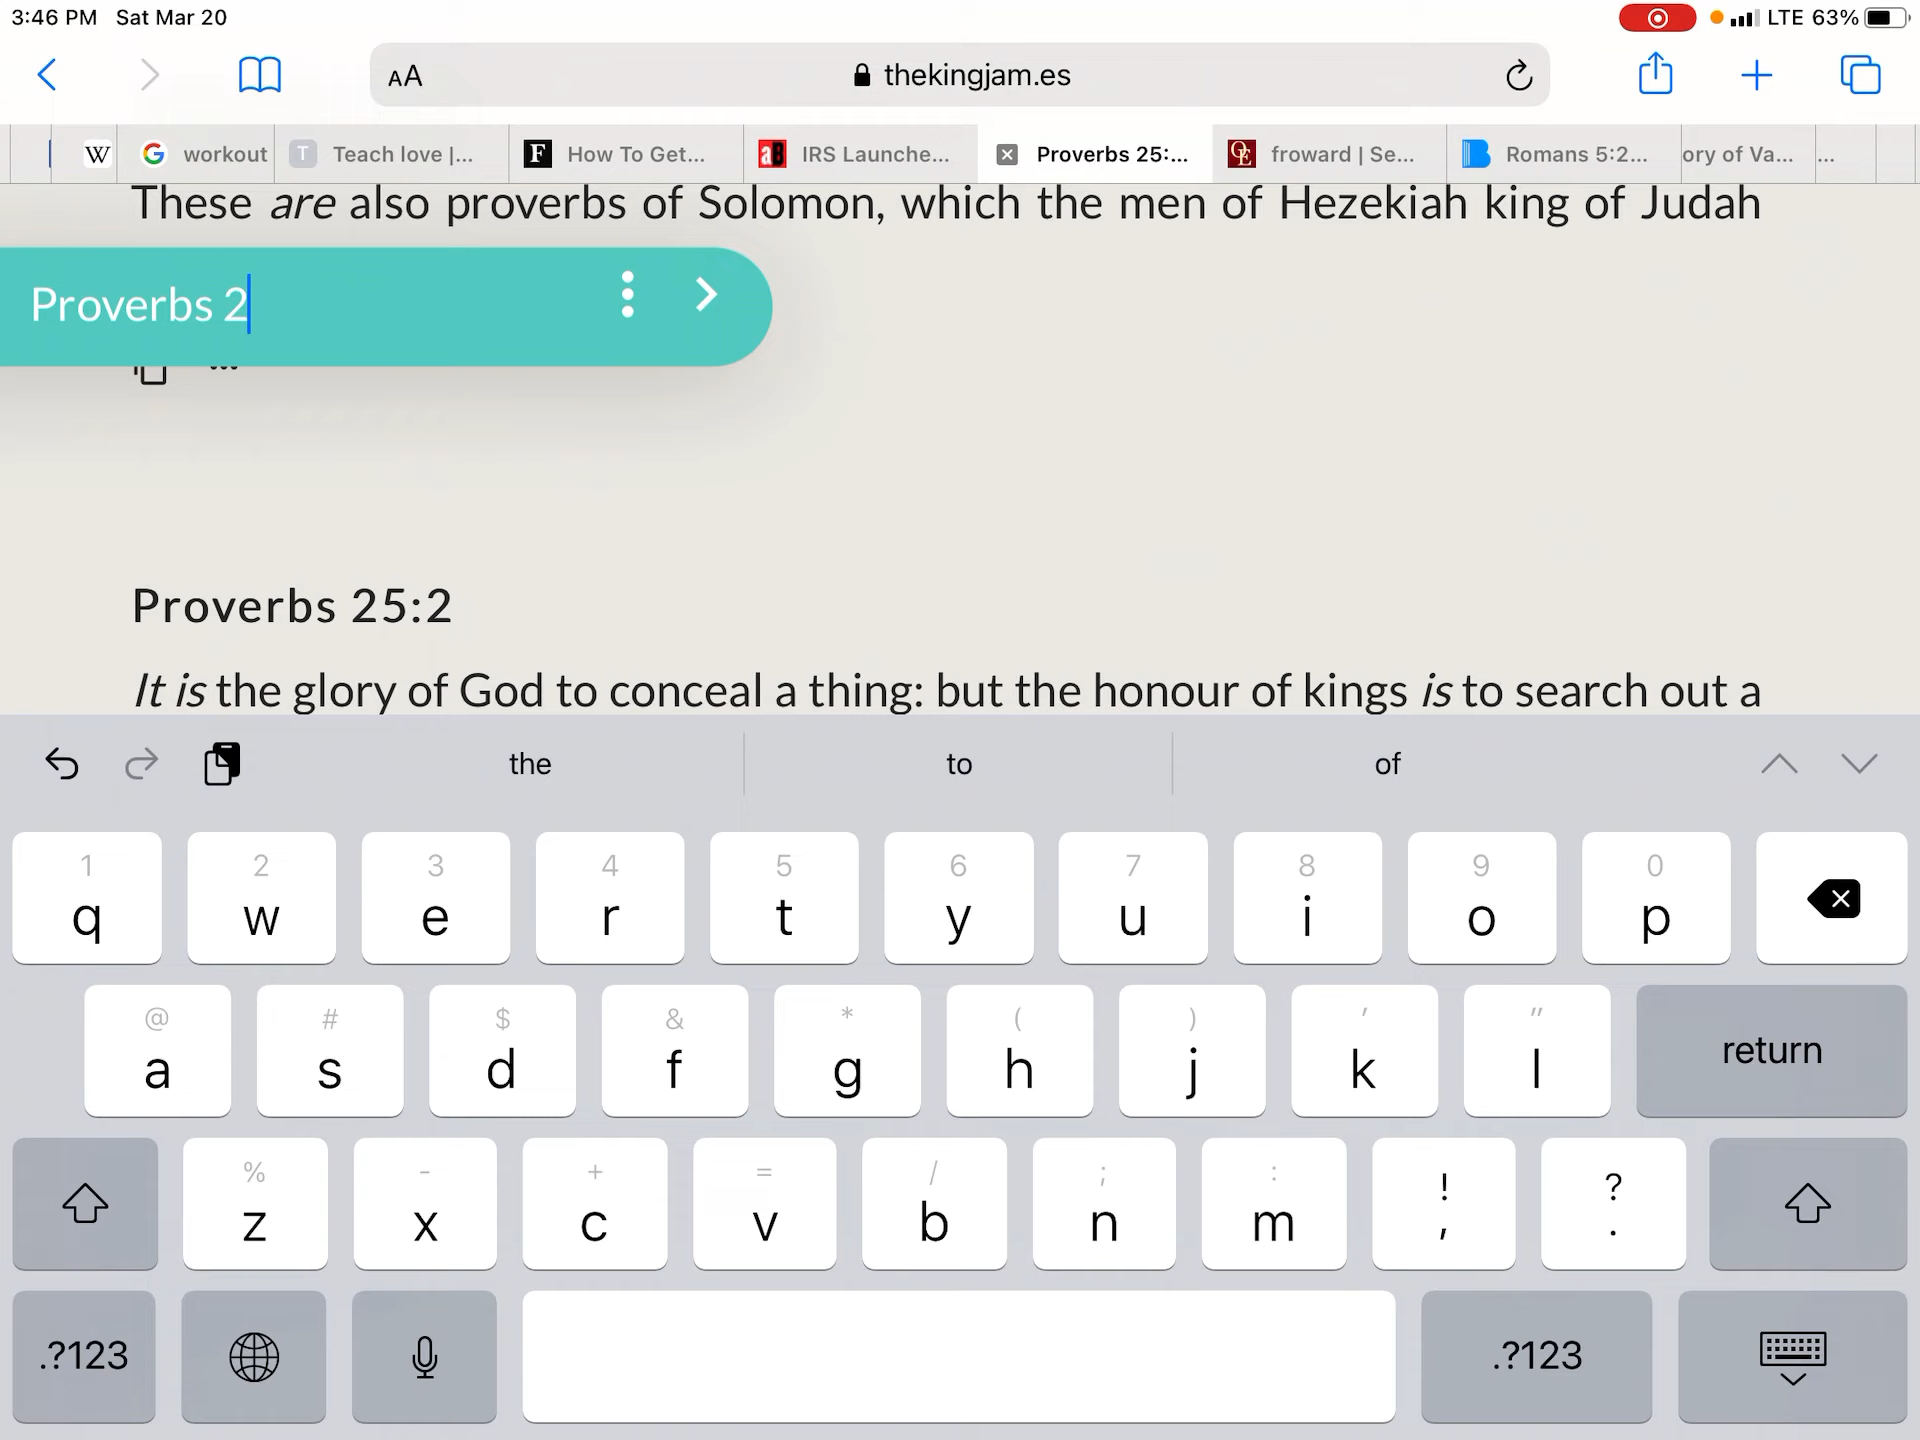 3:46 PM Sat Mar 20
LTE 63%
AA
thekingjam.es
W
G workout
T Teach love |...
F How To Get...
aB IRS Launche...
Proverbs 25:...
OE froward | Se...
B Romans 5:2...
ory of Va...
...
These are also proverbs of Solomon, which the men of Hezekiah king of Judah
Proverbs 2
Proverbs 25:2
It is the glory of God to conceal a thing: but the honour of kings is to search out a
the to of
1 2 3 4 5 6 7 8 9 0
q w e r t y u i o p
@ # $ & * ( ) ' "
a s d f g h j k l return
% - + = / ; : ! ?
z x c v b n m , .
.?123 .?123